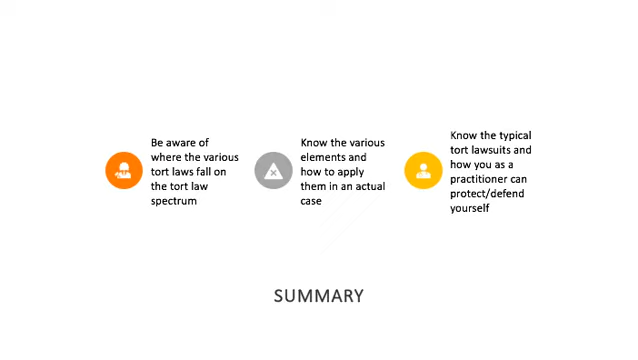 Be aware of
where the various
tort laws fall on
the tort law
spectrum
Know the various
elements and
how to apply
them in an actual
case
Know the typical
tort lawsuits and
how you as a
practitioner can
protect/defend
yourself
SUMMARY